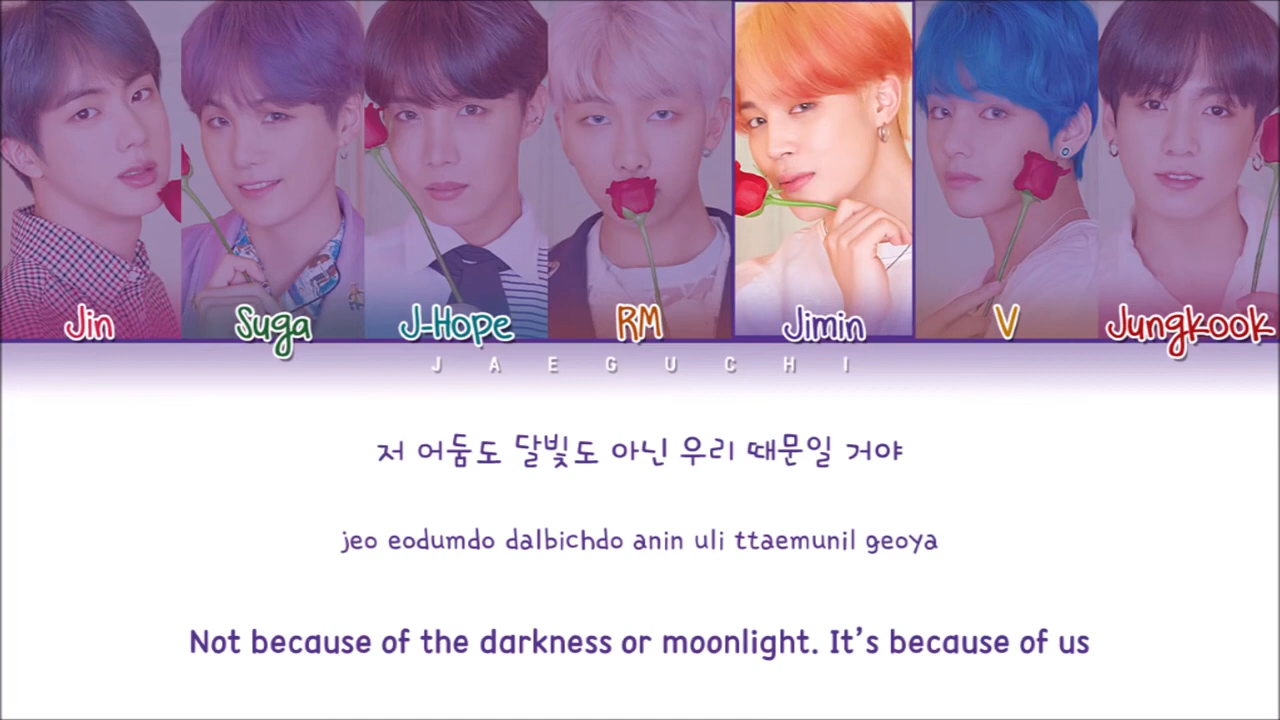 Jin Suga J-Hope RM Jimin V Jungkook
JAEGUCHI
저 어둠도 달빛도 아닌 우리 때문일 거야
jeo eodumdo dalbichdo anin uli ttaemunil geoya
Not because of the darkness or moonlight. It's because of us